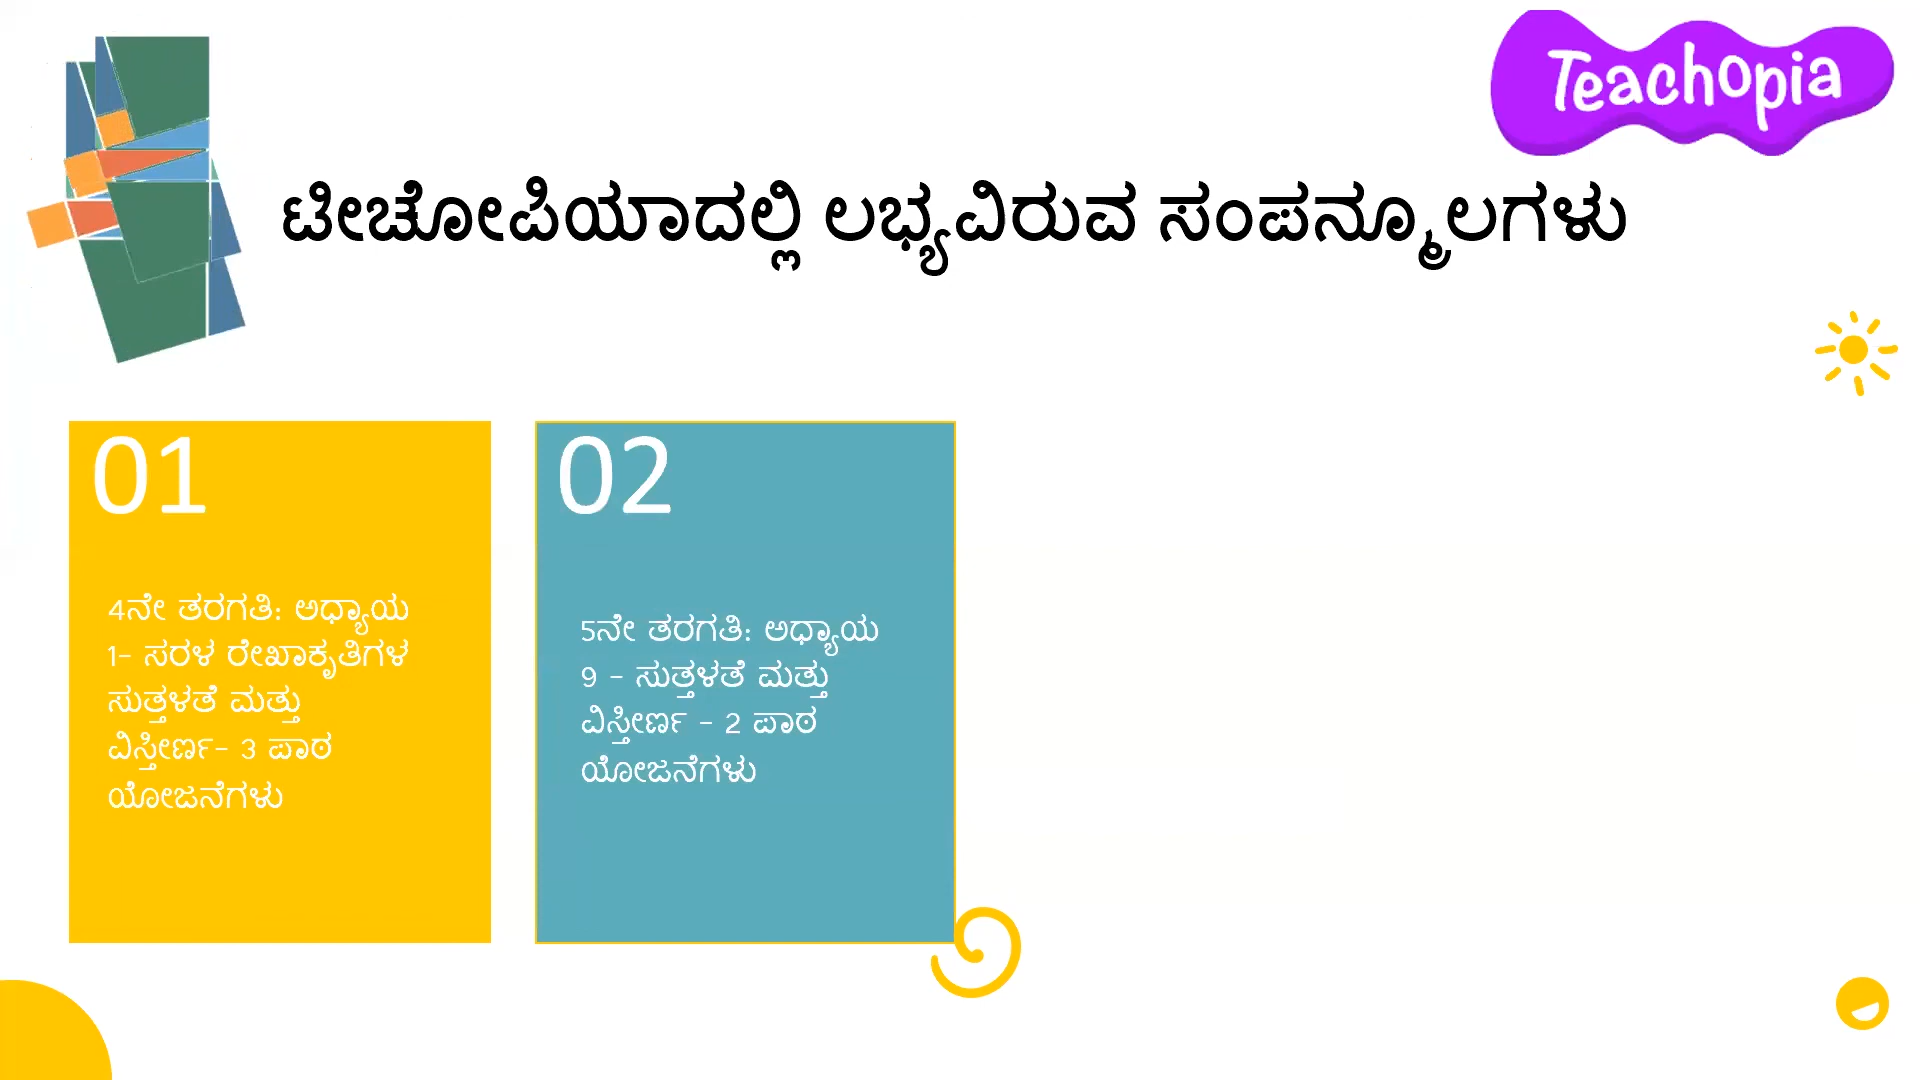 Teachopia
ಟೀಚೋಪಿಯಾದಲ್ಲಿ ಲಭ್ಯವಿರುವ ಸಂಪನ್ಮೂಲಗಳು
01
4ನೇ ತರಗತಿ: ಅಧ್ಯಾಯ
1- ಸರಳ ರೇಖಾಕೃತಿಗಳ
ಸುತ್ತಳತೆ ಮತ್ತು
ವಿಸ್ತೀರ್ಣ- 3 ಪಾಠ
ಯೋಜನೆಗಳು
02
5ನೇ ತರಗತಿ: ಅಧ್ಯಾಯ
9 - ಸುತ್ತಳತೆ ಮತ್ತು
ವಿಸ್ತೀರ್ಣ - 2 ಪಾಠ
ಯೋಜನೆಗಳು